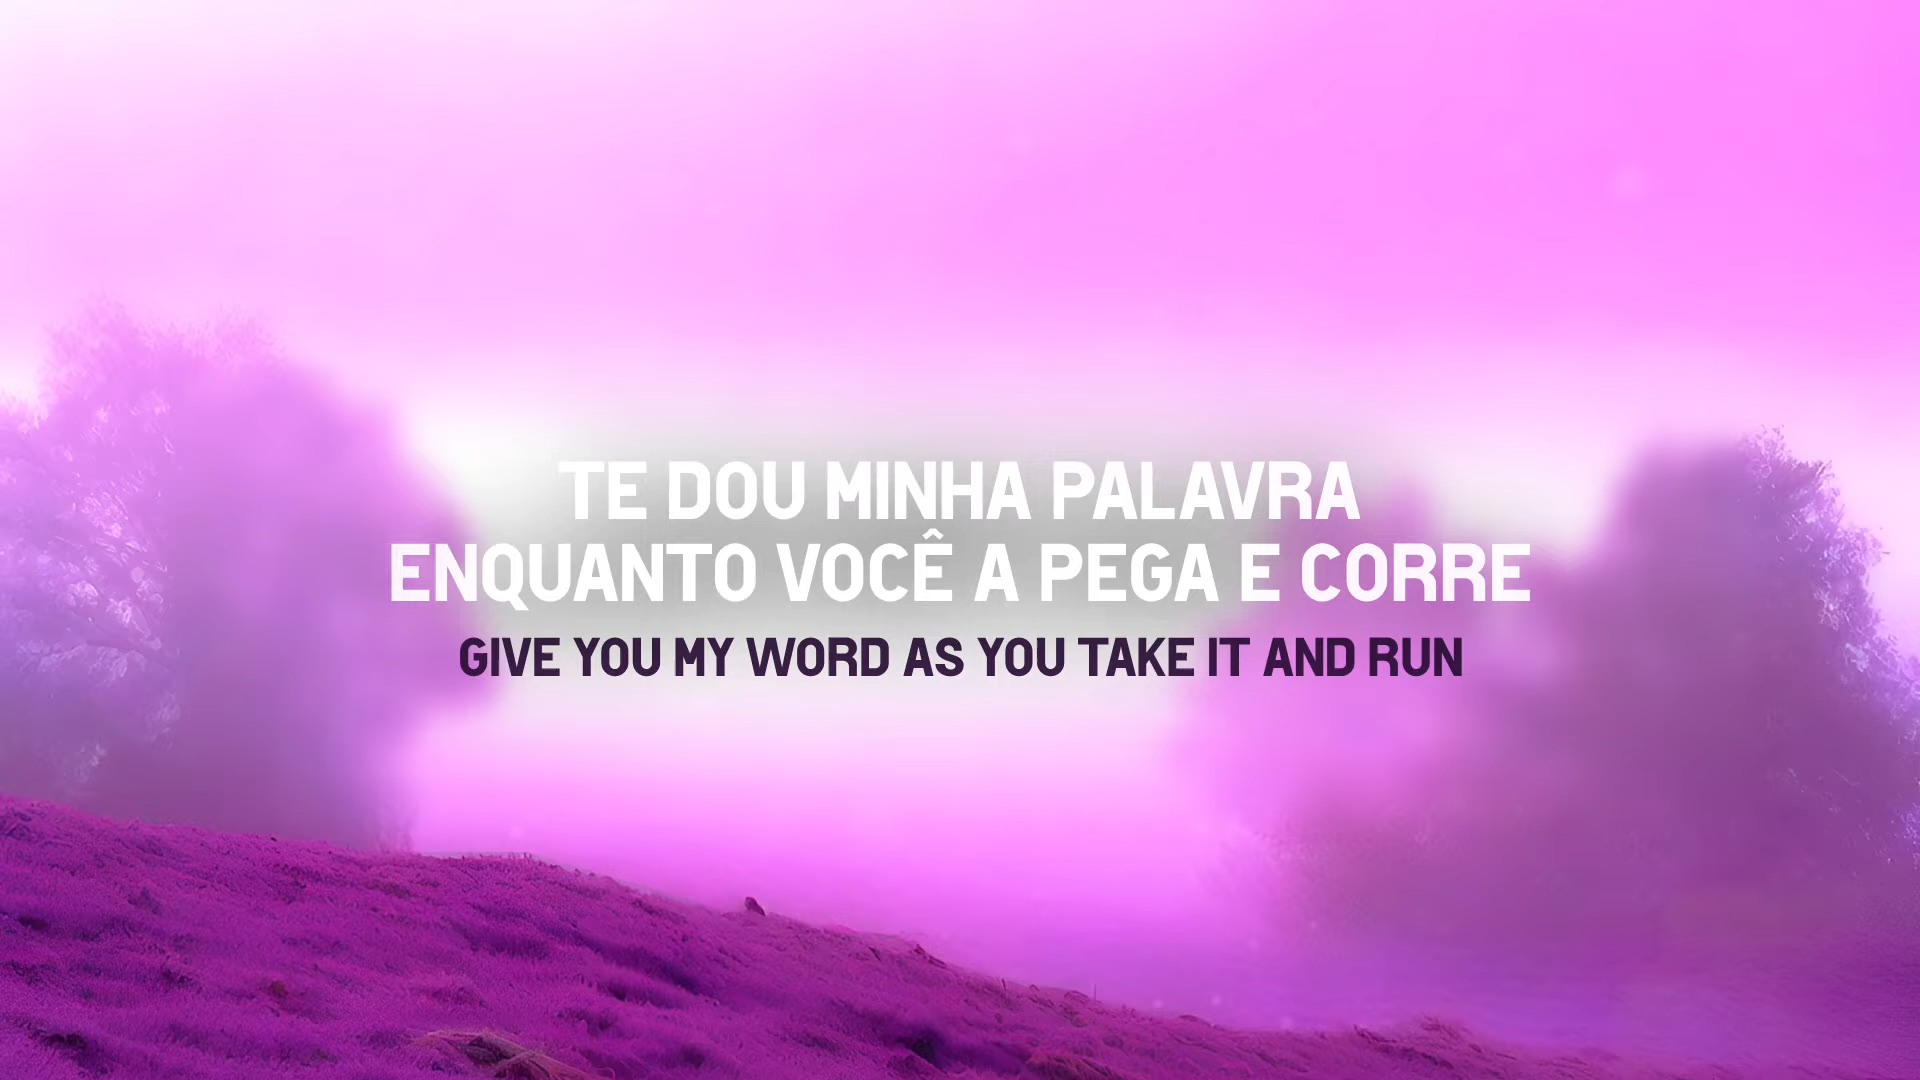 TE DOU MINHA PALAVRA
ENQUANTO VOCÊ A PEGA E CORRE
GIVE YOU MY WORD AS YOU TAKE IT AND RUN